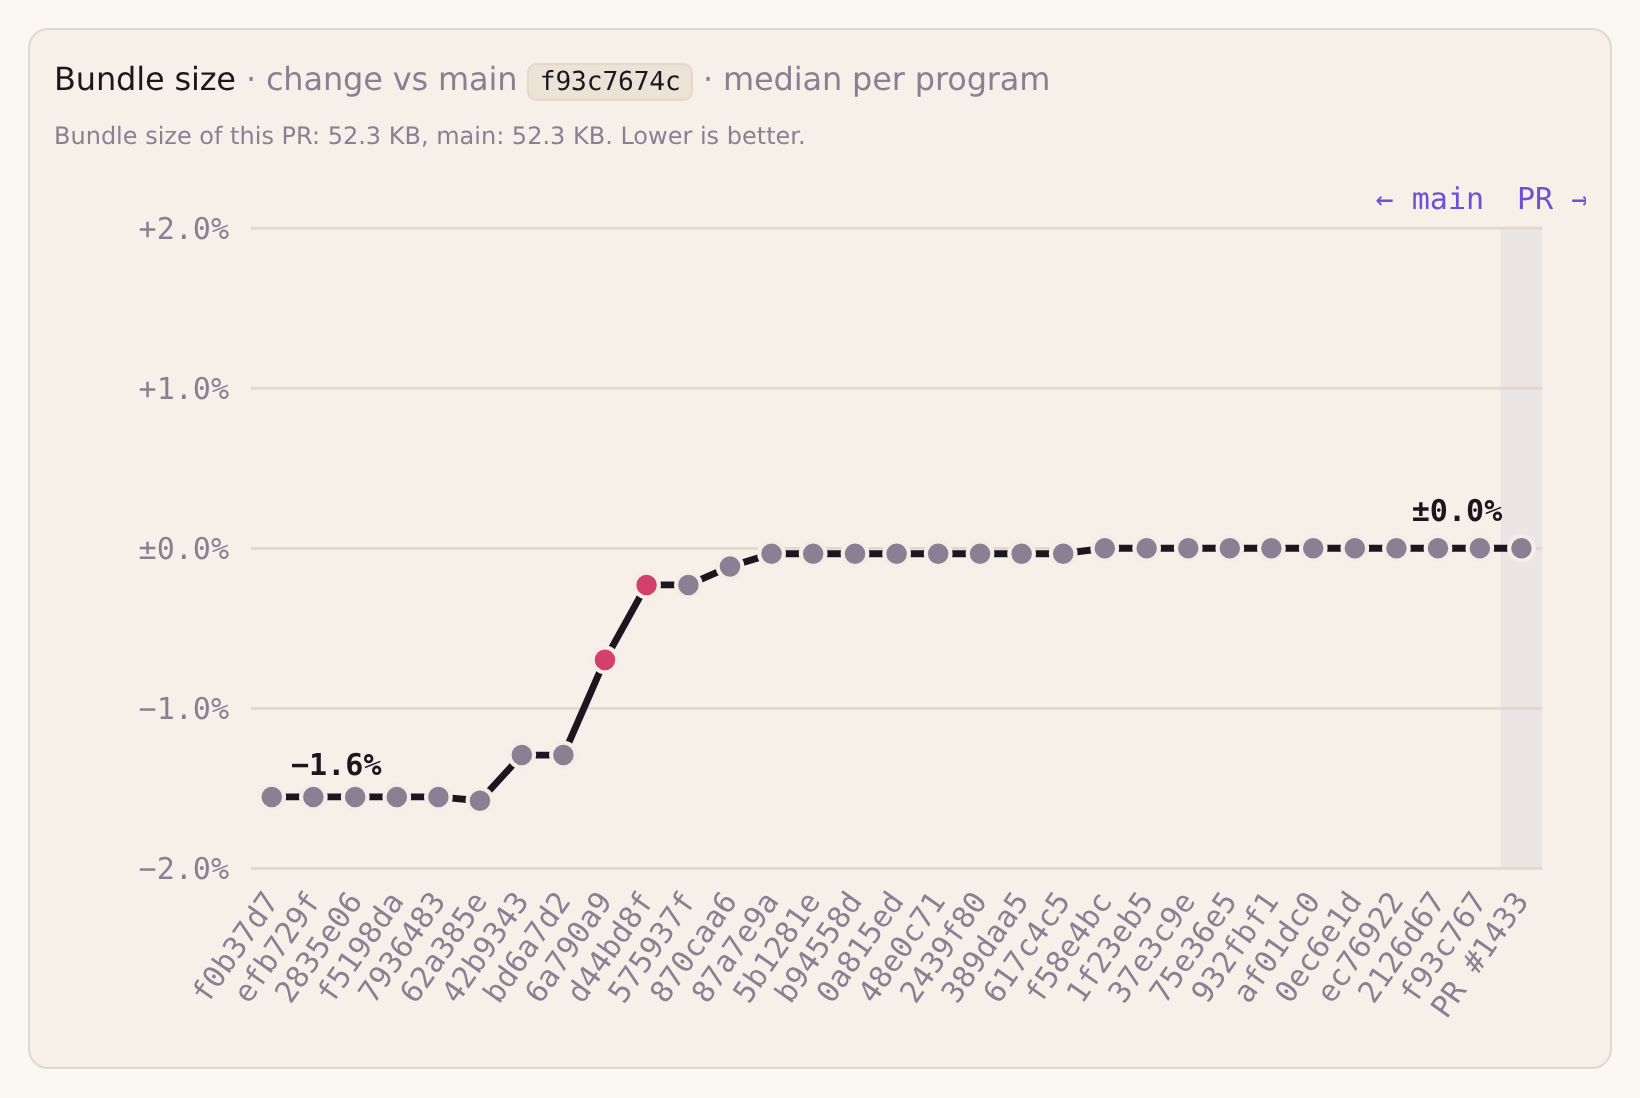 Bundle size · change vs main f93c7674c · median per program
Bundle size of this PR: 52.3 KB, main: 52.3 KB. Lower is better.
← main PR →
+2.0%
+1.0%
±0.0%
−1.0%
−2.0%
−1.6%
±0.0%
f0b37d7
efb729f
2835e06
f5198da
7936483
62a385e
42b9343
bd6a7d2
6a790a9
d44bd8f
575937f
870caa6
87a7e9a
5b1281e
b94558d
0a815ed
48e0c71
2439f80
389daa5
617c4c5
f58e4bc
1f23eb5
37e3c9e
75e36e5
932fbf1
af01dc0
0ec6e1d
ec76922
2126d67
f93c767
PR #1433